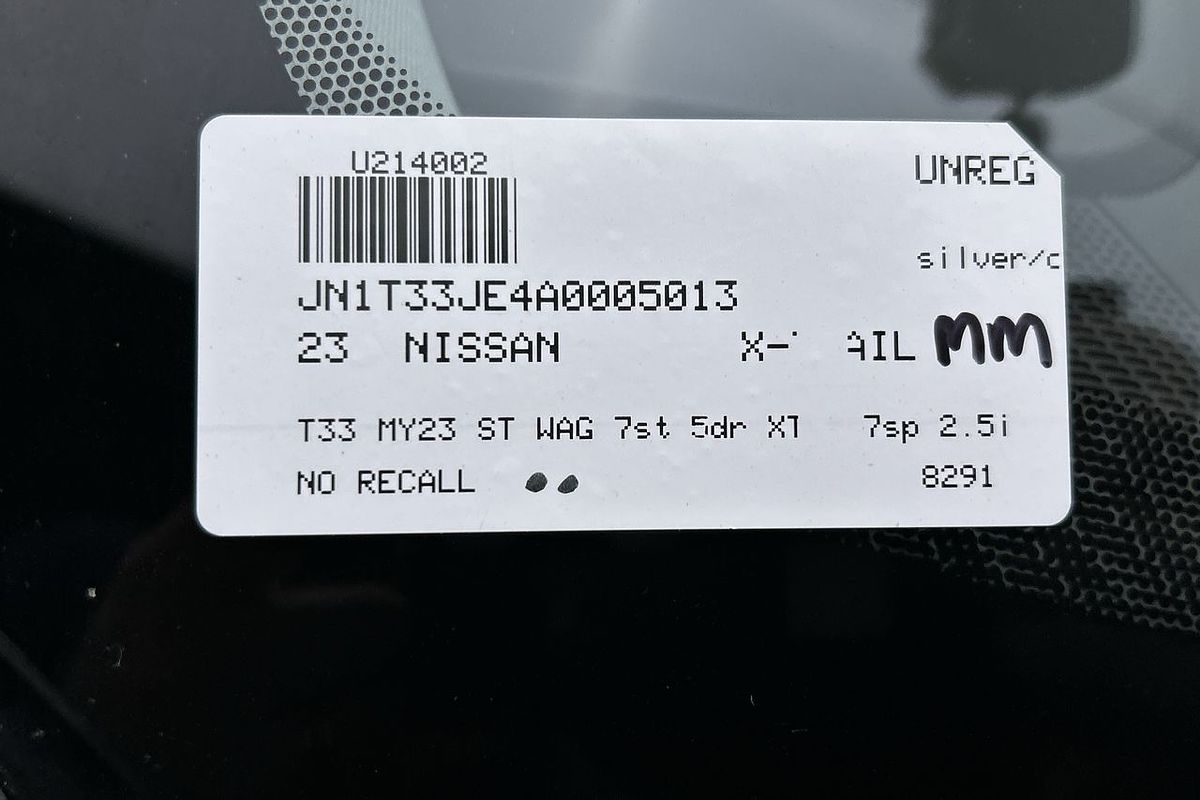 U214002
UNREG
silver/c
JN1T33JE4A0005013
23 NISSAN X- AIL MM
T33 MY23 ST WAG 7st 5dr 7sp 2.5i
NO RECALL 8291